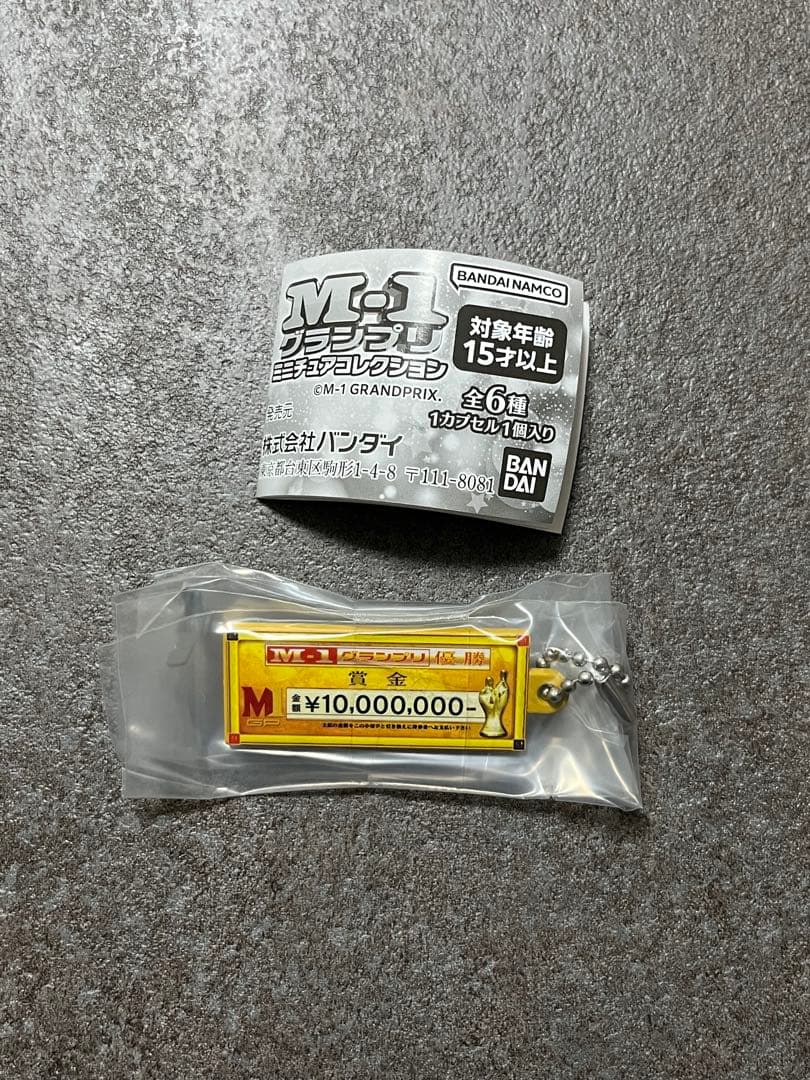 BANDAI NAMCO
M-1
グランプリ
ミニチュアコレクション
©M-1 GRANDPRIX.
対象年齢
15才以上
全6種
1カプセル1個入り
発売元
株式会社バンダイ
東京都台東区駒形1-4-8 〒111-8081
BAN
DAI
M-1グランプリ 優勝
賞金
M
GP
金額 ¥10,000,000-